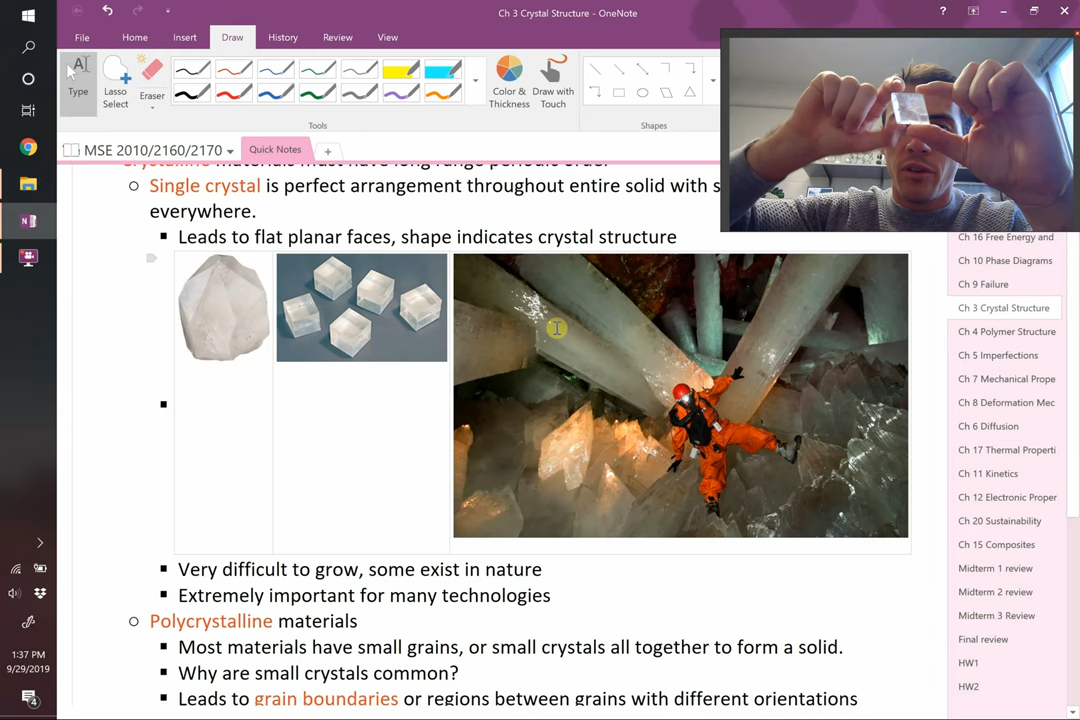 Ch 3 Crystal Structure - OneNote
File Home Insert Draw History Review View
Type
Lasso Select
Eraser
Color & Thickness
Draw with Touch
Tools
Shapes
MSE 2010/2160/2170
Quick Notes
Single crystal is perfect arrangement throughout entire solid with s
everywhere.
Leads to flat planar faces, shape indicates crystal structure
Very difficult to grow, some exist in nature
Extremely important for many technologies
Polycrystalline materials
Most materials have small grains, or small crystals all together to form a solid.
Why are small crystals common?
Leads to grain boundaries or regions between grains with different orientations
Ch 16 Free Energy and
Ch 10 Phase Diagrams
Ch 9 Failure
Ch 3 Crystal Structure
Ch 4 Polymer Structure
Ch 5 Imperfections
Ch 7 Mechanical Prope
Ch 8 Deformation Mec
Ch 6 Diffusion
Ch 17 Thermal Properti
Ch 11 Kinetics
Ch 12 Electronic Proper
Ch 20 Sustainability
Ch 15 Composites
Midterm 1 review
Midterm 2 review
Midterm 3 Review
Final review
HW1
HW2
1:37 PM
9/29/2019
4